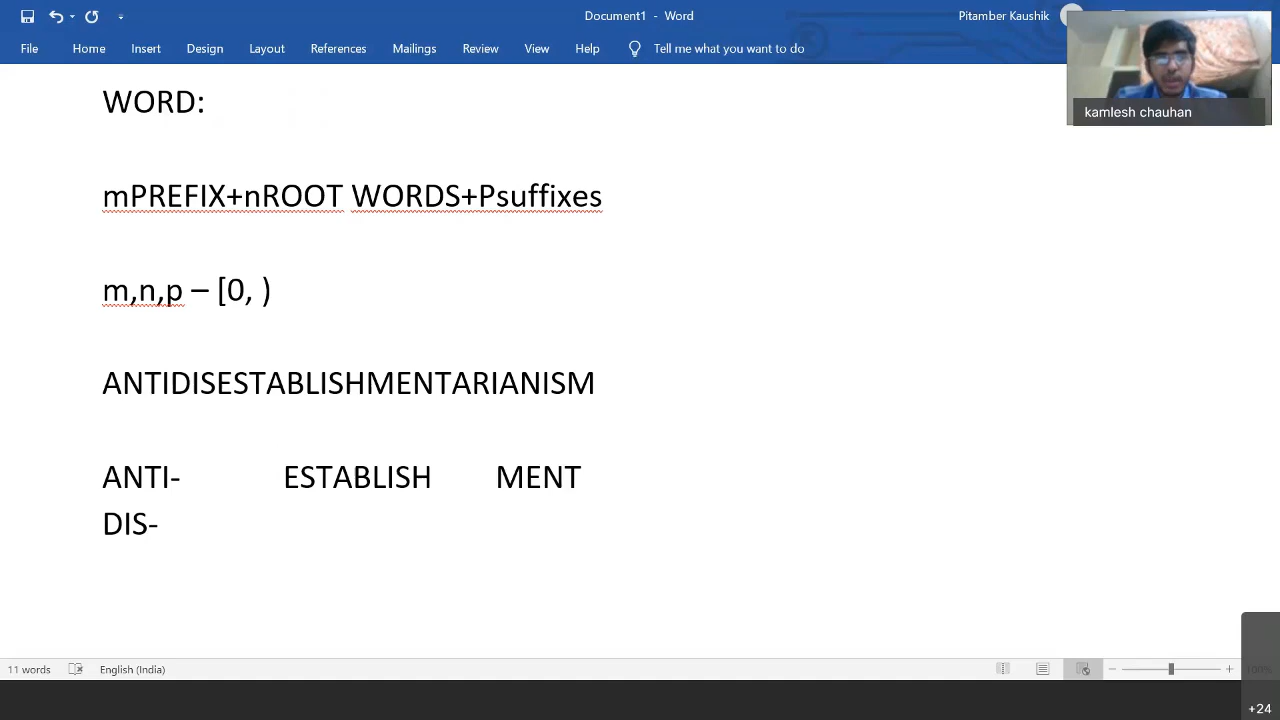 Document1 - Word
Pitamber Kaushik
File Home Insert Design Layout References Mailings Review View Help Tell me what you want to do
kamlesh chauhan
WORD:
mPREFIX+nROOT WORDS+Psuffixes
m,n,p – [0, )
ANTIDISESTABLISHMENTARIANISM
ANTI- ESTABLISH MENT
DIS-
11 words English (India) 100%
+24